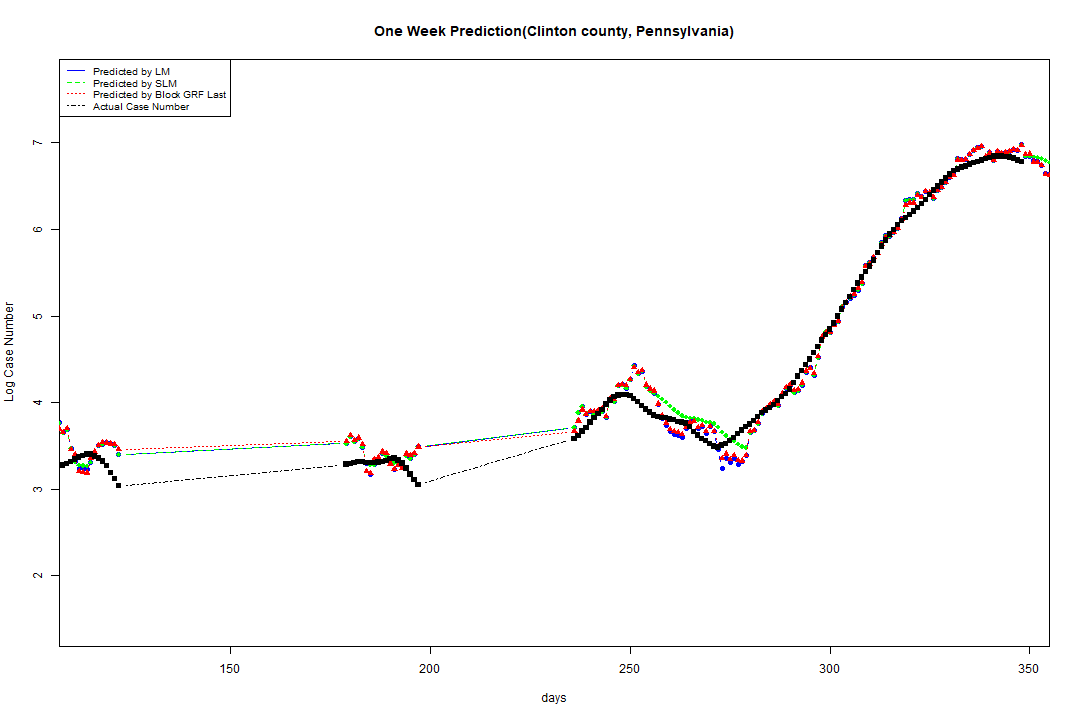 One Week Prediction(Clinton county, Pennsylvania)
Predicted by LM
Predicted by SLM
Predicted by Block GRF Last
Actual Case Number
7
6
5
4
3
2
Log Case Number
150 200 250 300 350
days